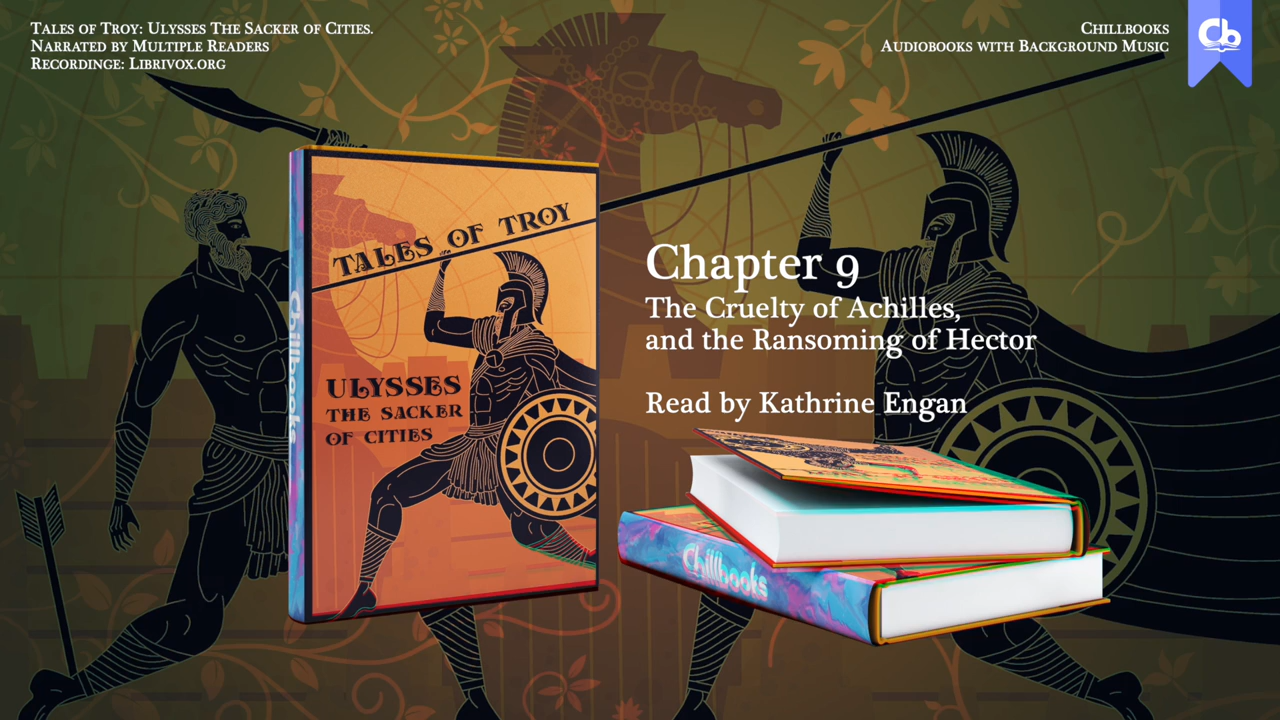 Tales of Troy: Ulysses The Sacker of Cities.
Narrated by Multiple Readers
Recordinge: Librivox.org
Chillbooks
Audiobooks with Background Music
Cb
TALES OF TROY
ULYSSES
THE SACKER
OF CITIES
Chillbooks
Chapter 9
The Cruelty of Achilles,
and the Ransoming of Hector
Read by Kathrine Engan
Chillbooks